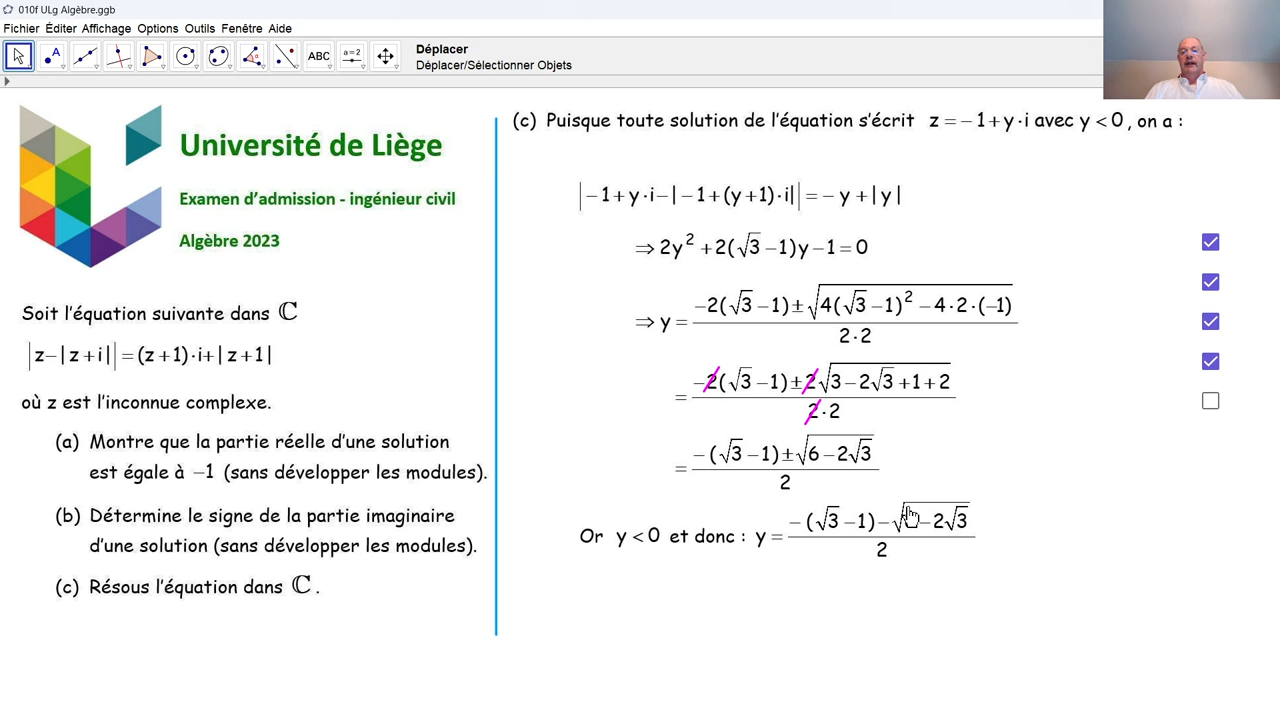 010f ULg Algèbre.ggb
Fichier Éditer Affichage Options Outils Fenêtre Aide
A ABC a=2
Déplacer
Déplacer/Sélectionner Objets
Université de Liège
Examen d’admission - ingénieur civil
Algèbre 2023
Soit l’équation suivante dans ℂ
|z−|z+i|| = (z+1)·i+|z+1|
où z est l’inconnue complexe.
(a) Montre que la partie réelle d’une solution
est égale à −1 (sans développer les modules).
(b) Détermine le signe de la partie imaginaire
d’une solution (sans développer les modules).
(c) Résous l’équation dans ℂ.
(c) Puisque toute solution de l’équation s’écrit z=−1+y·i avec y<0, on a :
|−1+y·i−|−1+(y+1)·i|| = −y+|y|
⇒ 2y²+2(√3−1)y−1=0
⇒ y = (−2(√3−1)±√(4(√3−1)²−4·2·(−1)))/(2·2)
= (−2(√3−1)±2√(3−2√3+1+2))/(2·2)
= (−(√3−1)±√(6−2√3))/2
Or y<0 et donc : y = (−(√3−1)−√(−2√3))/2